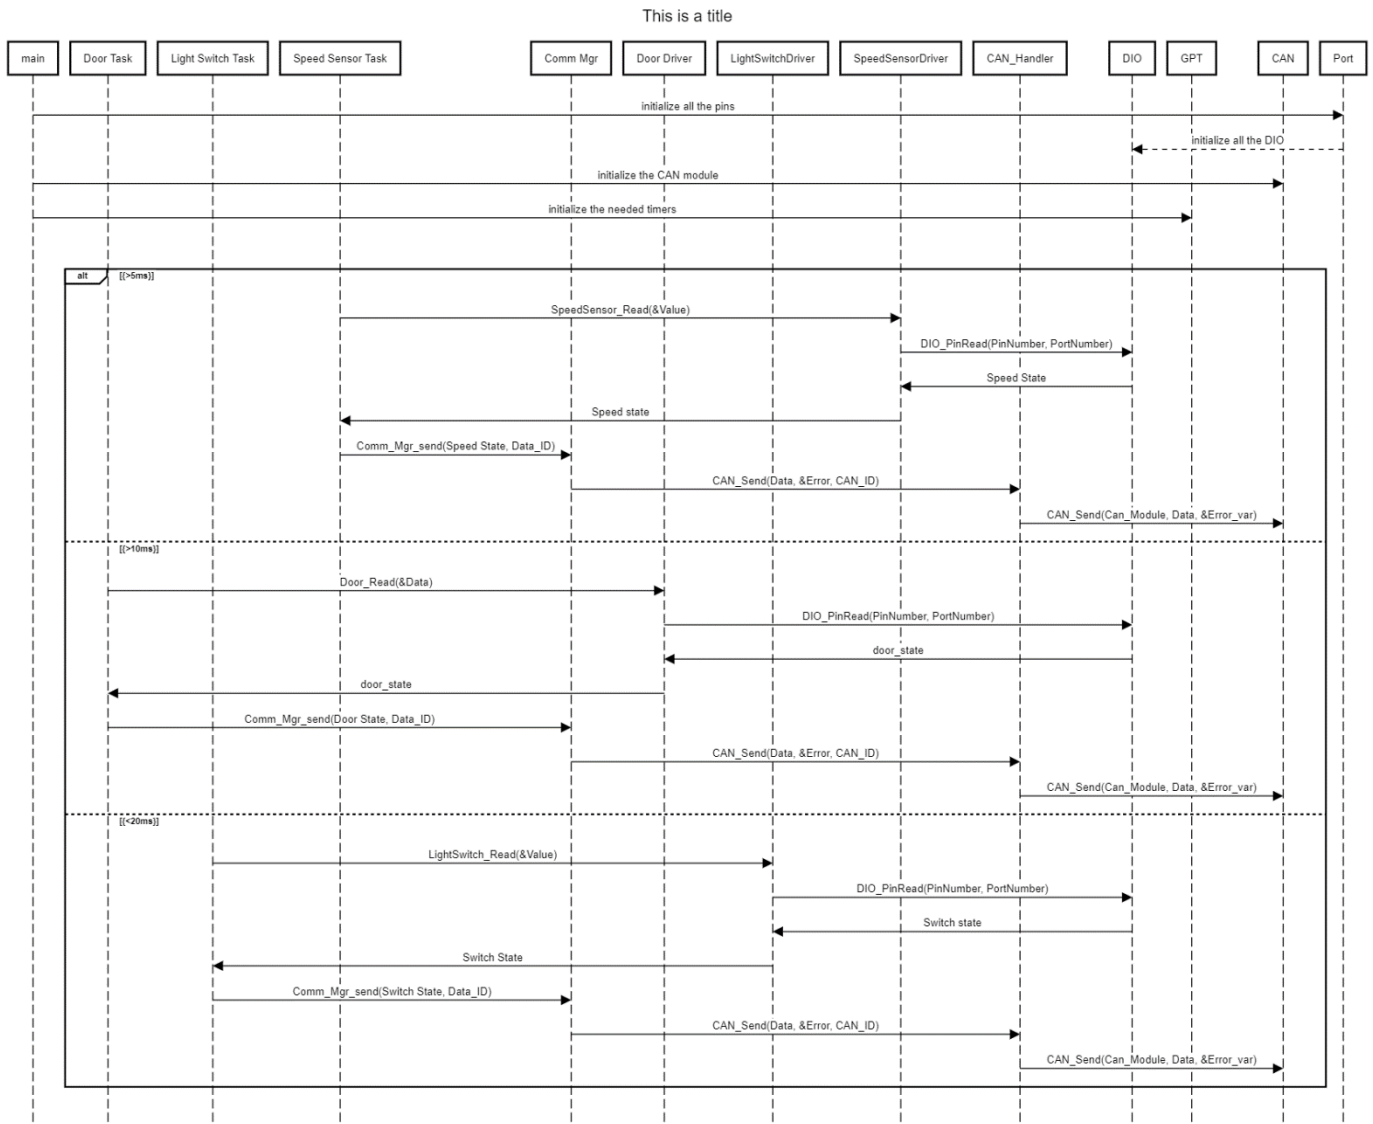 This is a title
main
Door Task
Light Switch Task
Speed Sensor Task
Comm Mgr
Door Driver
LightSwitchDriver
SpeedSensorDriver
CAN_Handler
DIO
GPT
CAN
Port
initialize all the pins
initialize all the DIO
initialize the CAN module
initialize the needed timers
alt
[(>5ms)]
SpeedSensor_Read(&Value)
DIO_PinRead(PinNumber, PortNumber)
Speed State
Speed state
Comm_Mgr_send(Speed State, Data_ID)
CAN_Send(Data, &Error, CAN_ID)
CAN_Send(Can_Module, Data, &Error_var)
[(>10ms)]
Door_Read(&Data)
DIO_PinRead(PinNumber, PortNumber)
door_state
door_state
Comm_Mgr_send(Door State, Data_ID)
CAN_Send(Data, &Error, CAN_ID)
CAN_Send(Can_Module, Data, &Error_var)
[(<20ms)]
LightSwitch_Read(&Value)
DIO_PinRead(PinNumber, PortNumber)
Switch state
Switch State
Comm_Mgr_send(Switch State, Data_ID)
CAN_Send(Data, &Error, CAN_ID)
CAN_Send(Can_Module, Data, &Error_var)